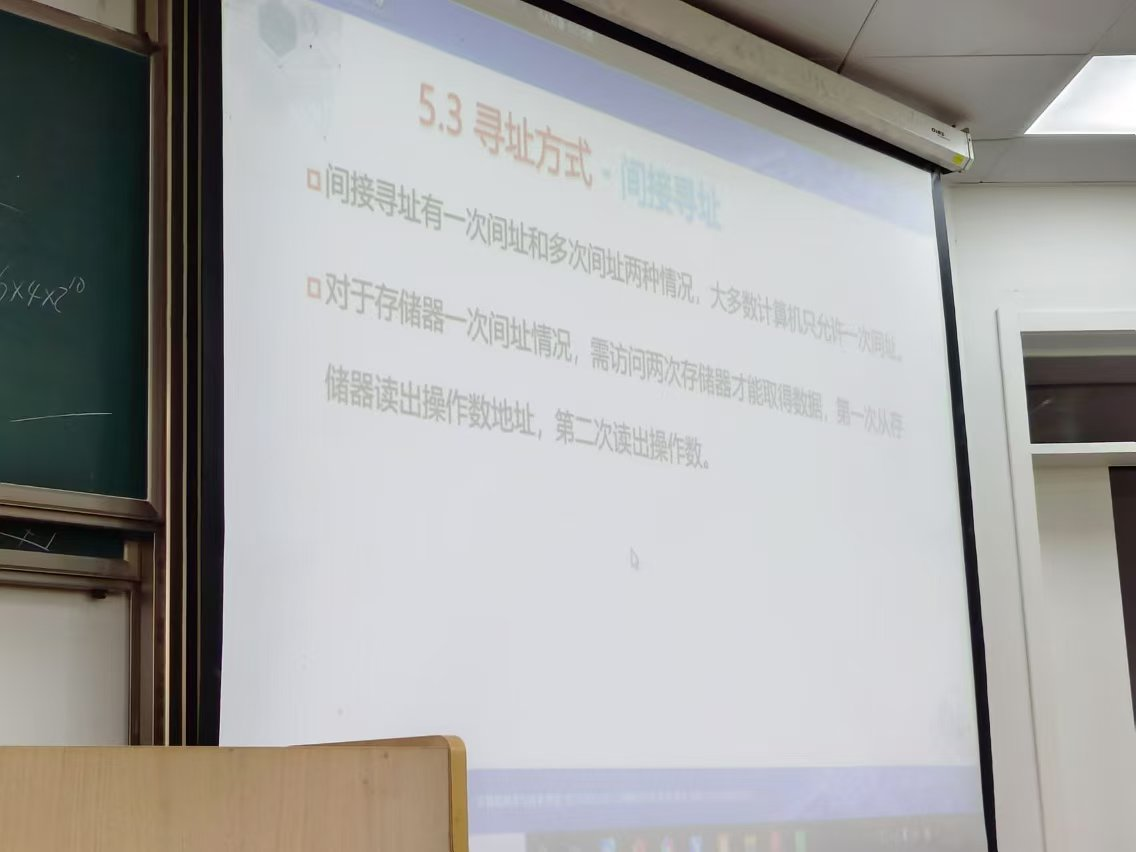 5.3 寻址方式 - 间接寻址
间接寻址有一次间址和多次间址两种情况，大多数计算机只允许一次间址。
对于存储器一次间址情况，需访问两次存储器才能取得数据，第一次从存
储器读出操作数地址，第二次读出操作数。
×4×2¹⁰